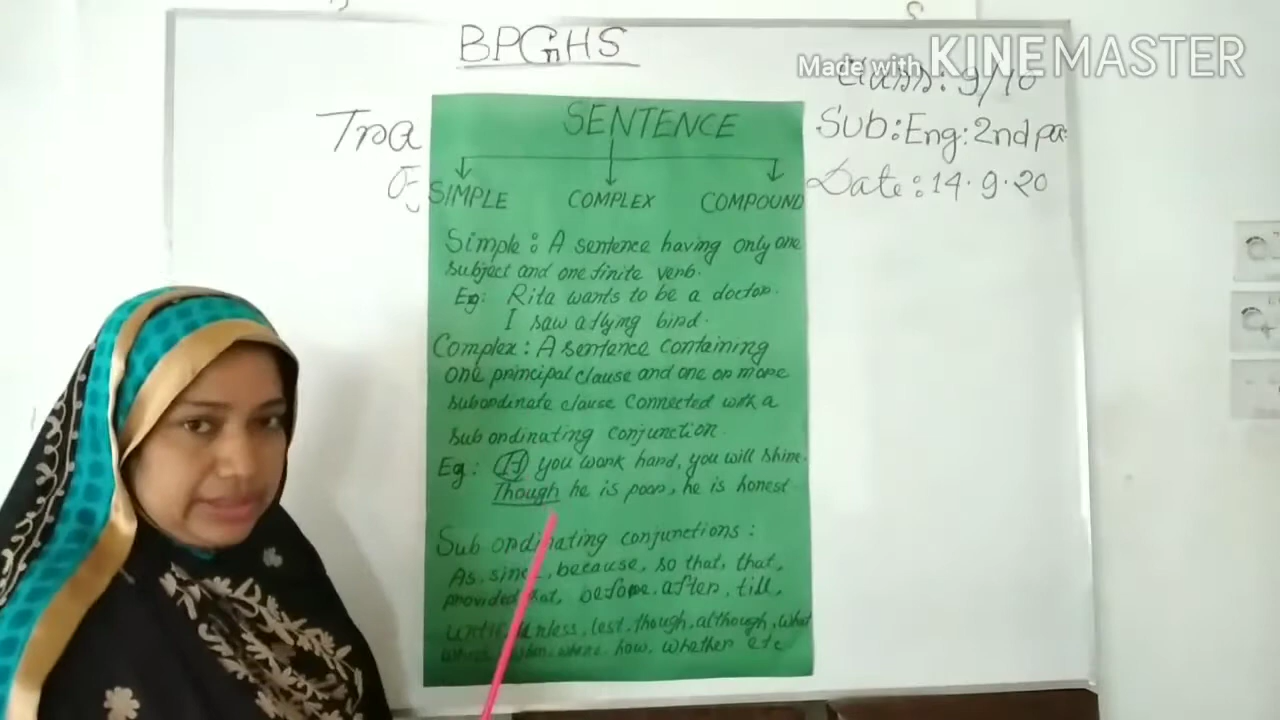 BPGHS
Made with KINEMASTER
Class: 9/10
Sub: Eng: 2nd pa
Date: 14.9.20
Tra
SENTENCE
SIMPLE COMPLEX COMPOUND
Simple: A sentence having only one
subject and one finite verb.
Eg: Rita wants to be a doctor.
I saw a flying bird.
Complex: A sentence containing
one principal clause and one or more
subordinate clause connected with a
subordinating conjunction.
Eg: If you work hard, you will shine.
Though he is poor, he is honest
Sub ordinating conjunctions:
As, since, because, so that, that,
provided that, before, after, till,
until, unless, lest, though, although, what
which, when, where, how, whether etc